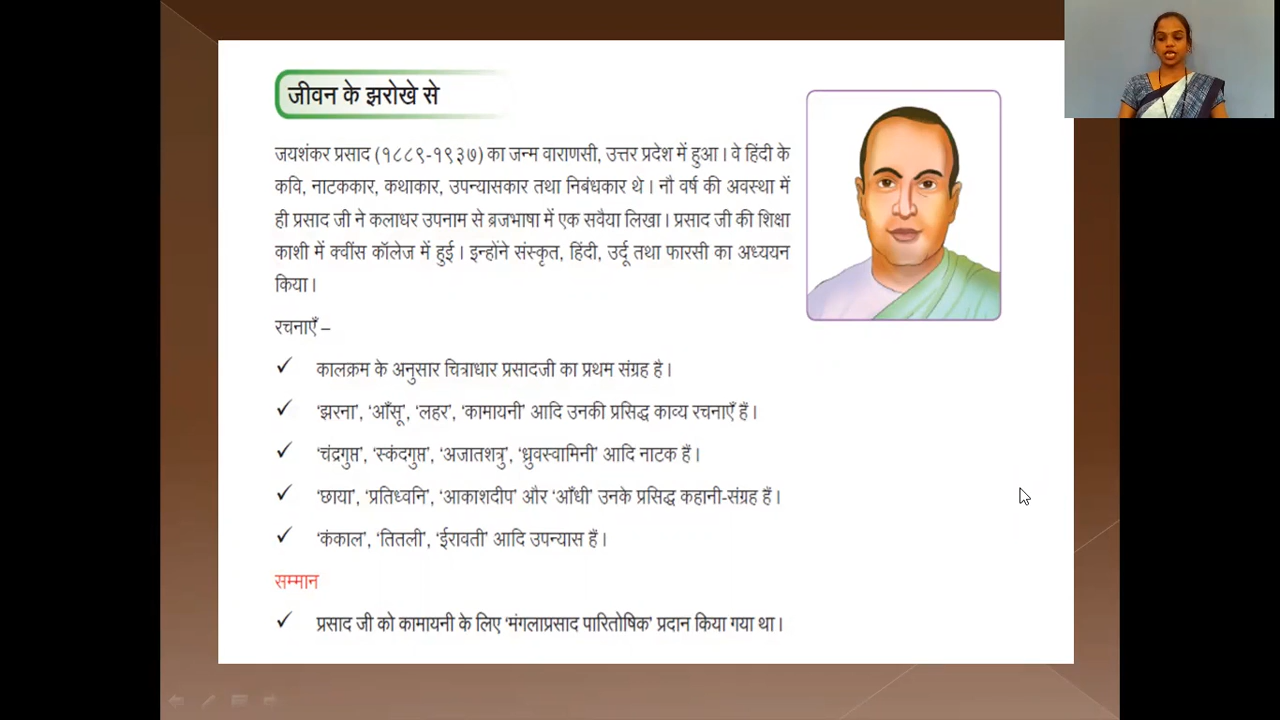 जीवन के झरोखे से
जयशंकर प्रसाद (१८८९-१९३७) का जन्म वाराणसी, उत्तर प्रदेश में हुआ । वे हिंदी के
कवि, नाटककार, कथाकार, उपन्यासकार तथा निबंधकार थे । नौ वर्ष की अवस्था में
ही प्रसाद जी ने कलाधर उपनाम से ब्रजभाषा में एक सवैया लिखा । प्रसाद जी की शिक्षा
काशी में क्वींस कॉलेज में हुई । इन्होंने संस्कृत, हिंदी, उर्दू तथा फारसी का अध्ययन
किया ।
रचनाएँ –
✓ कालक्रम के अनुसार चित्राधार प्रसादजी का प्रथम संग्रह है ।
✓ ‘झरना’, ‘आँसू’, ‘लहर’, ‘कामायनी’ आदि उनकी प्रसिद्ध काव्य रचनाएँ हैं ।
✓ ‘चंद्रगुप्त’, ‘स्कंदगुप्त’, ‘अजातशत्रु’, ‘ध्रुवस्वामिनी’ आदि नाटक हैं ।
✓ ‘छाया’, ‘प्रतिध्वनि’, ‘आकाशदीप’ और ‘आँधी’ उनके प्रसिद्ध कहानी-संग्रह हैं ।
✓ ‘कंकाल’, ‘तितली’, ‘ईरावती’ आदि उपन्यास हैं ।
सम्मान
✓ प्रसाद जी को कामायनी के लिए ‘मंगलाप्रसाद पारितोषिक’ प्रदान किया गया था ।